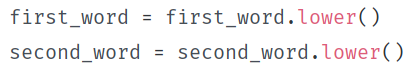 first_word = first_word.lower()
second_word = second_word.lower()